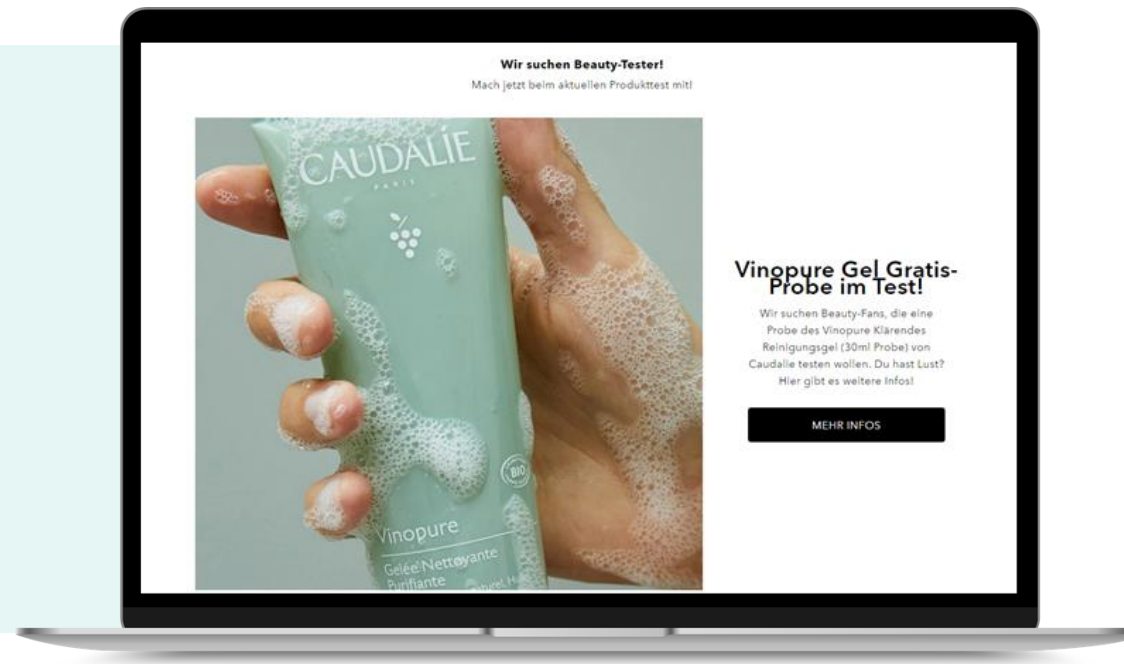 Wir suchen Beauty-Tester!
Mach jetzt beim aktuellen Produkttest mit!
CAUDALÍE
PARIS
BIO
Vinopure
Gelée Nettoyante
Purifiante
Vinopure Gel Gratis-
Probe im Test!
Wir suchen Beauty-Fans, die eine
Probe des Vinopure Klärendes
Reinigungsgel (30ml Probe) von
Caudalie testen wollen. Du hast Lust?
Hier gibt es weitere Infos!
MEHR INFOS